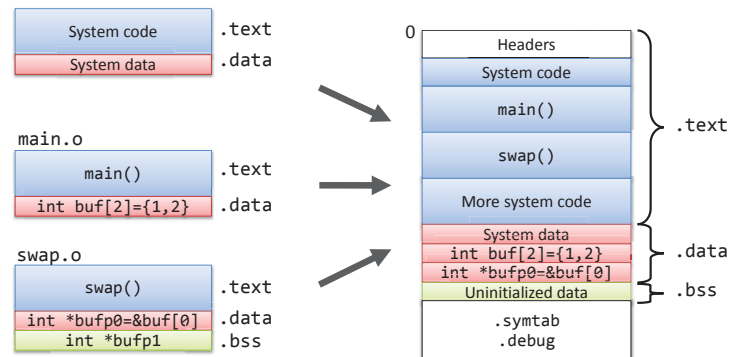 System code .text
System data .data
main.o
main() .text
int buf[2]={1,2} .data
swap.o
swap() .text
int *bufp0=&buf[0] .data
int *bufp1 .bss
0
Headers
System code
main()
.text
swap()
More system code
System data
int buf[2]={1,2} .data
int *bufp0=&buf[0]
Uninitialized data .bss
.symtab
.debug